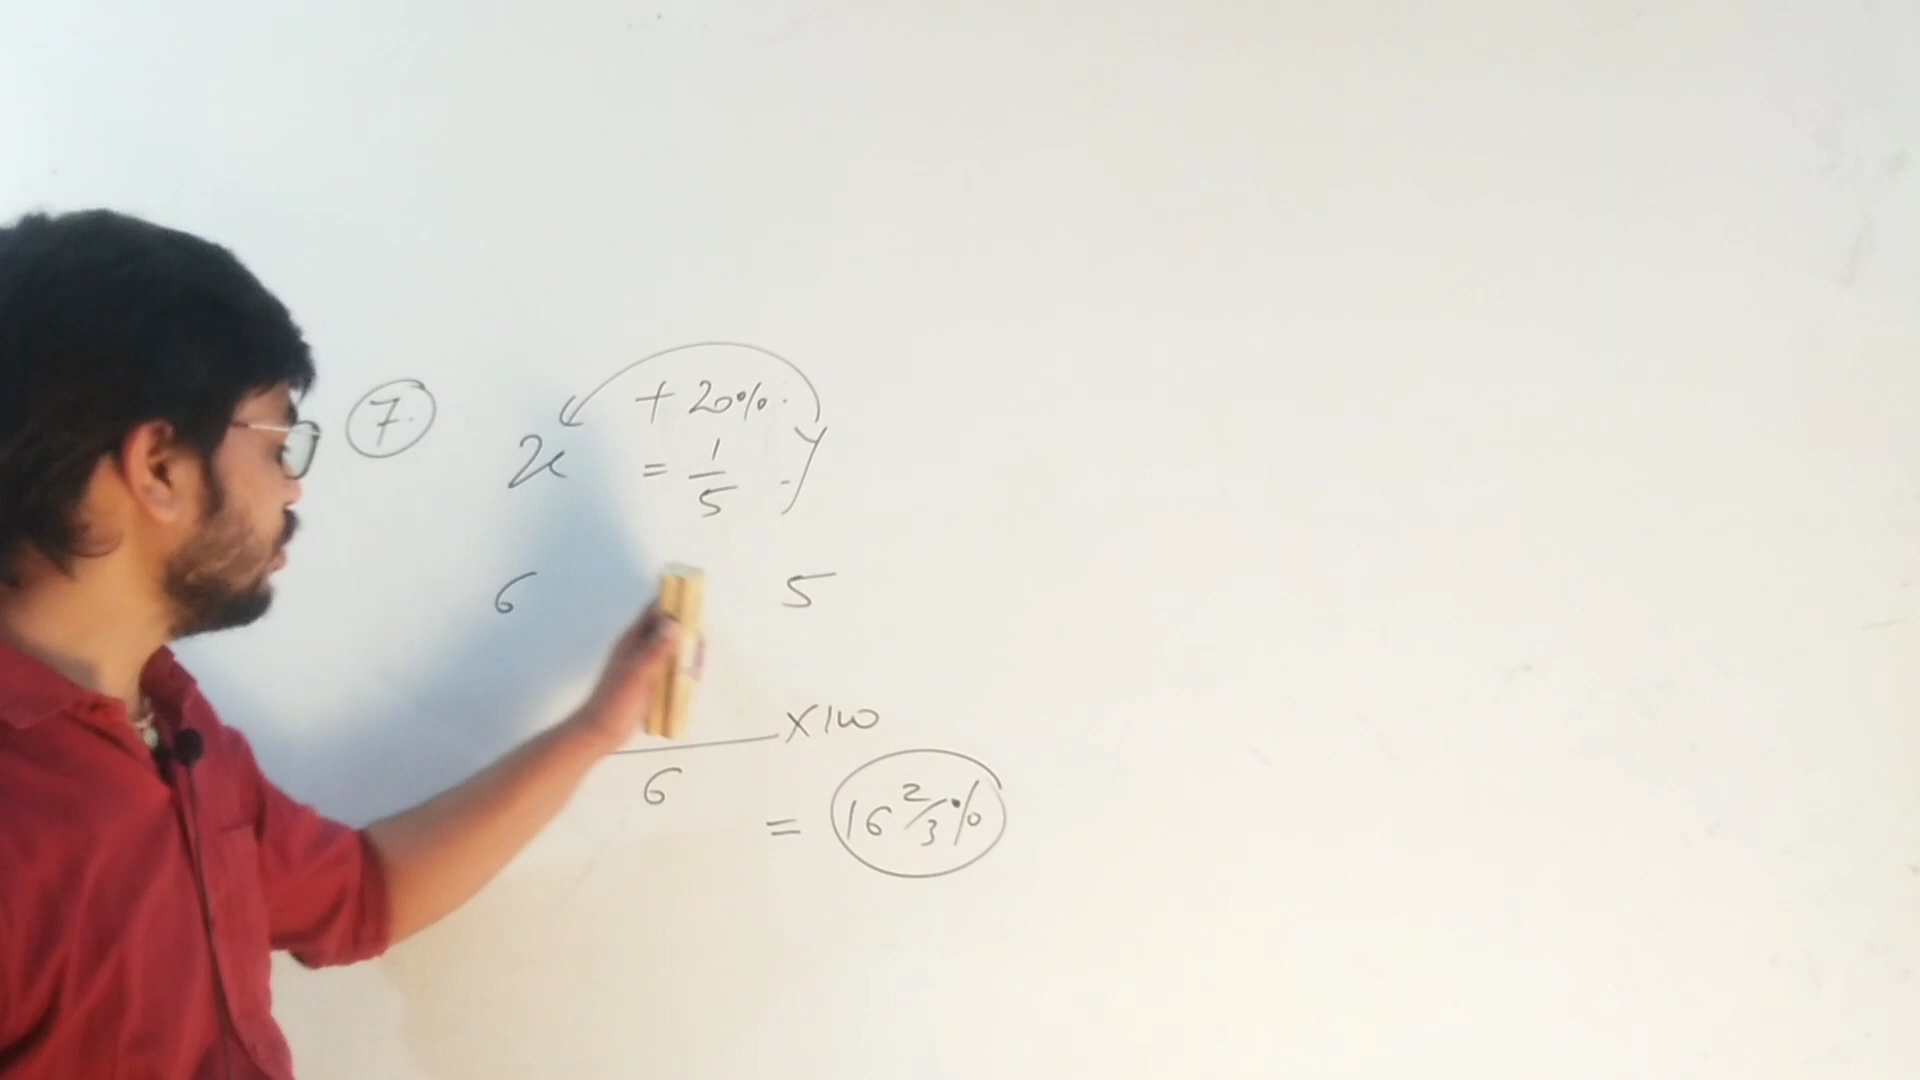 7.
+ 20%.
x = 1/5 y
6 5
/6 × 100
= 16 2/3 %